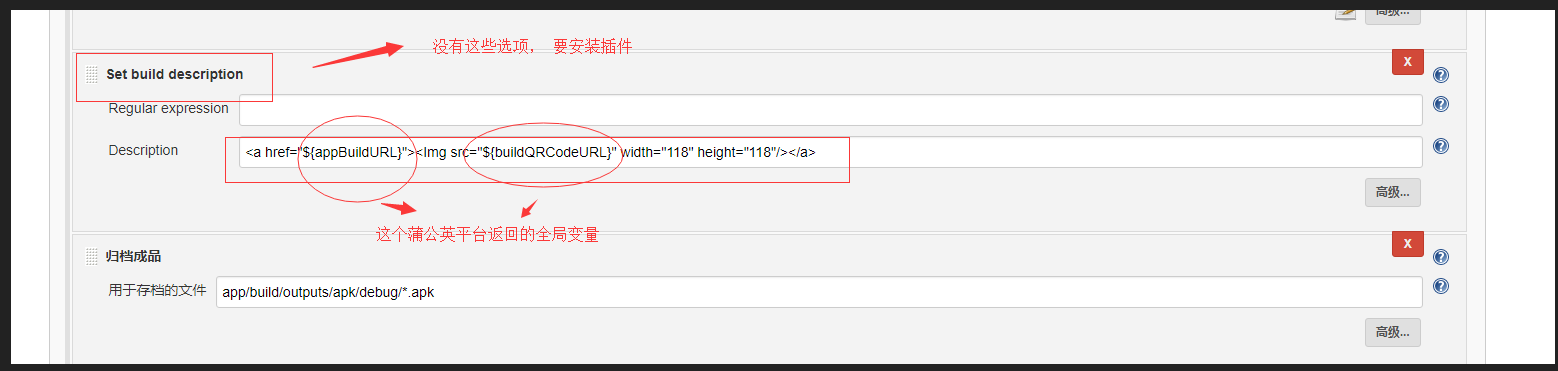 高级...
没有这些选项， 要安装插件
Set build description
X
Regular expression
Description
<a href="${appBuildURL}"><Img src="${buildQRCodeURL}" width="118" height="118"/></a>
高级...
这个蒲公英平台返回的全局变量
归档成品
X
用于存档的文件
app/build/outputs/apk/debug/*.apk
高级...